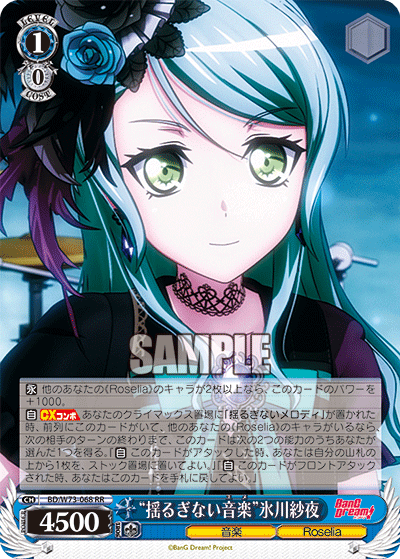 LEVEL
1
0
COST
SAMPLE
永 他のあなたの《Roselia》のキャラが2枚以上なら、このカードのパワーを
+1000。
自 CXコンボ あなたのクライマックス置場に「揺るぎないメロディ」が置かれた
時、前列にこのカードがいて、他のあなたの《Roselia》のキャラがいるなら、
次の相手のターンの終わりまで、このカードは次の2つの能力のうちあなたが
選んだ1つを得る。『自 このカードがアタックした時、あなたは自分の山札の
上から1枚を、ストック置場に置いてよい。』『自 このカードがフロントアタック
された時、あなたはこのカードを手札に戻してよい。』
CH BD/W73-068 RR
4500
“揺るぎない音楽”氷川紗夜
BanG Dream!
音楽 Roselia
©BanG Dream! Project